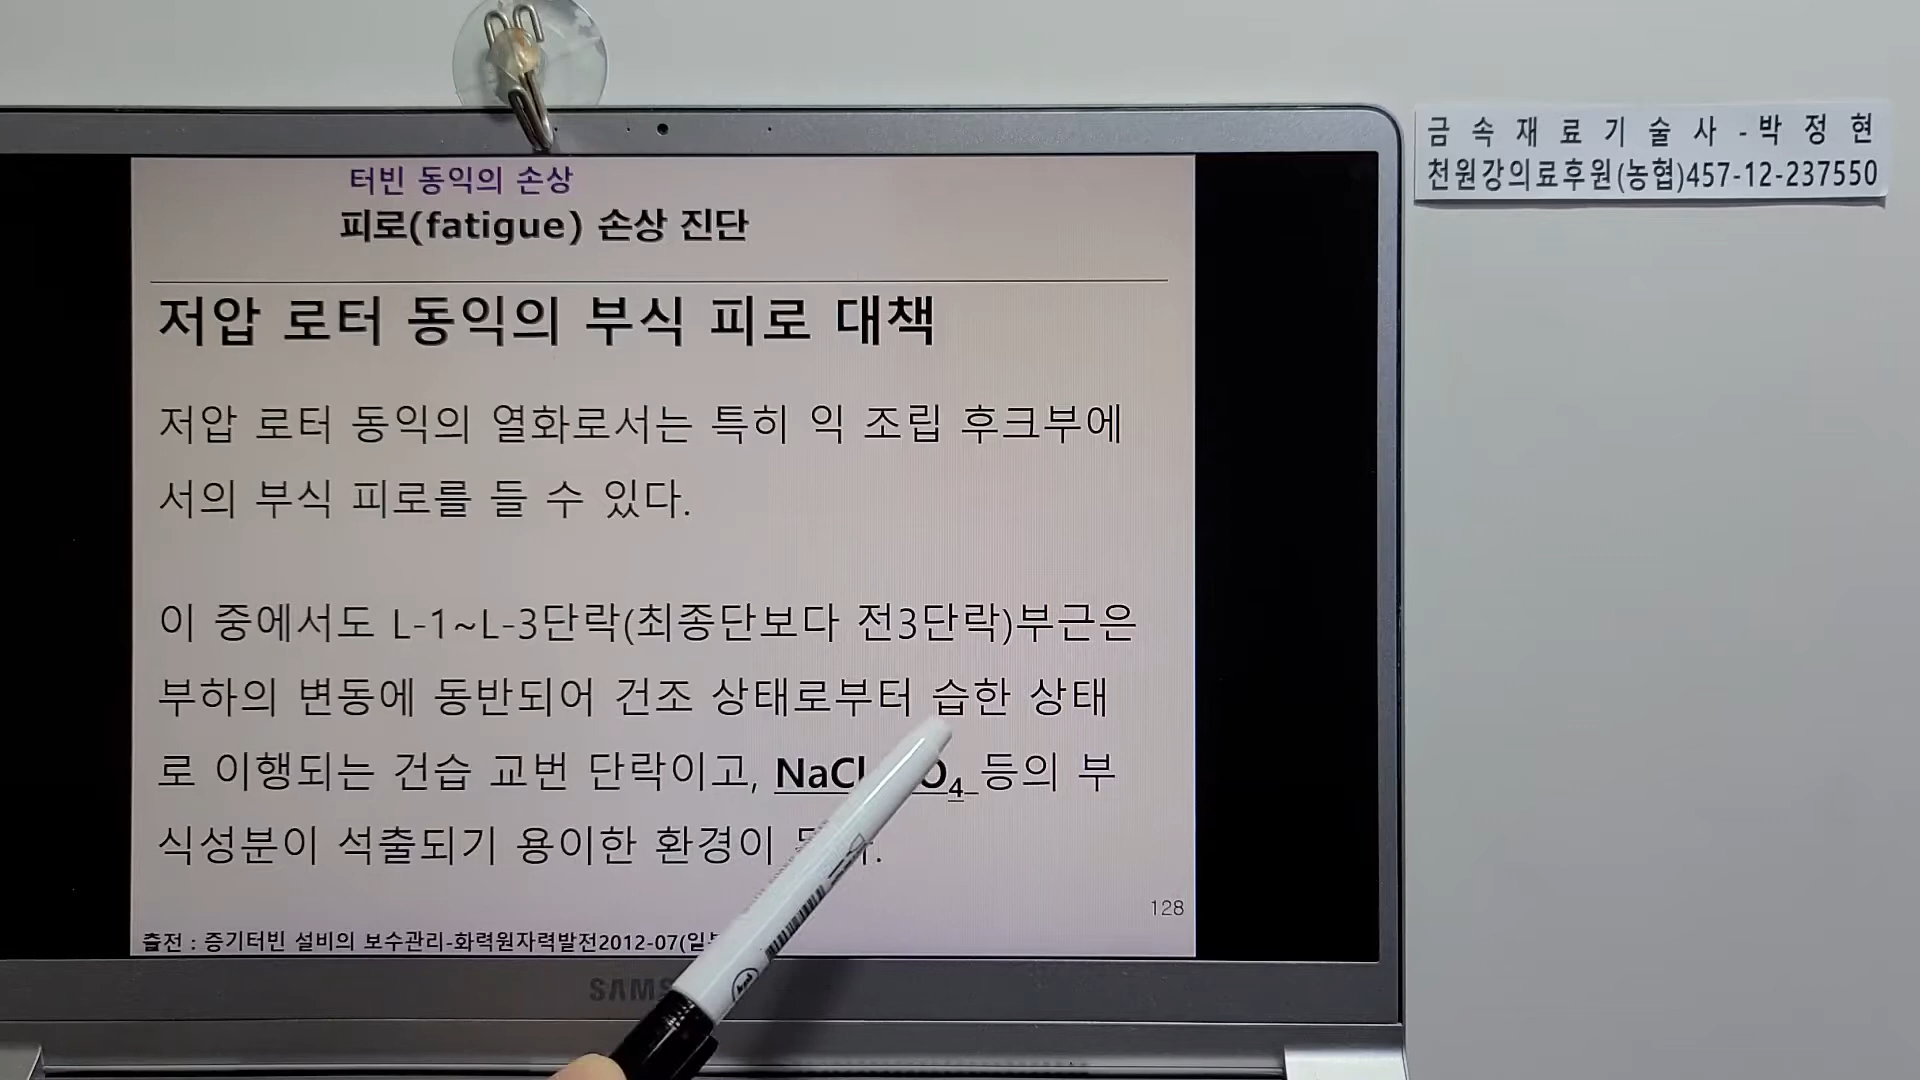 금속재료기술사-박정현
천원강의료후원(농협)457-12-237550
터빈 동익의 손상
피로(fatigue) 손상 진단
저압 로터 동익의 부식 피로 대책
저압 로터 동익의 열화로서는 특히 익 조립 후크부에
서의 부식 피로를 들 수 있다.
이 중에서도 L-1~L-3단락(최종단보다 전3단락)부근은
부하의 변동에 동반되어 건조 상태로부터 습한 상태
로 이행되는 건습 교번 단락이고, NaCl 등의 부
식성분이 석출되기 용이한 환경이
128
출전 : 증기터빈 설비의 보수관리-화력원자력발전2012-07